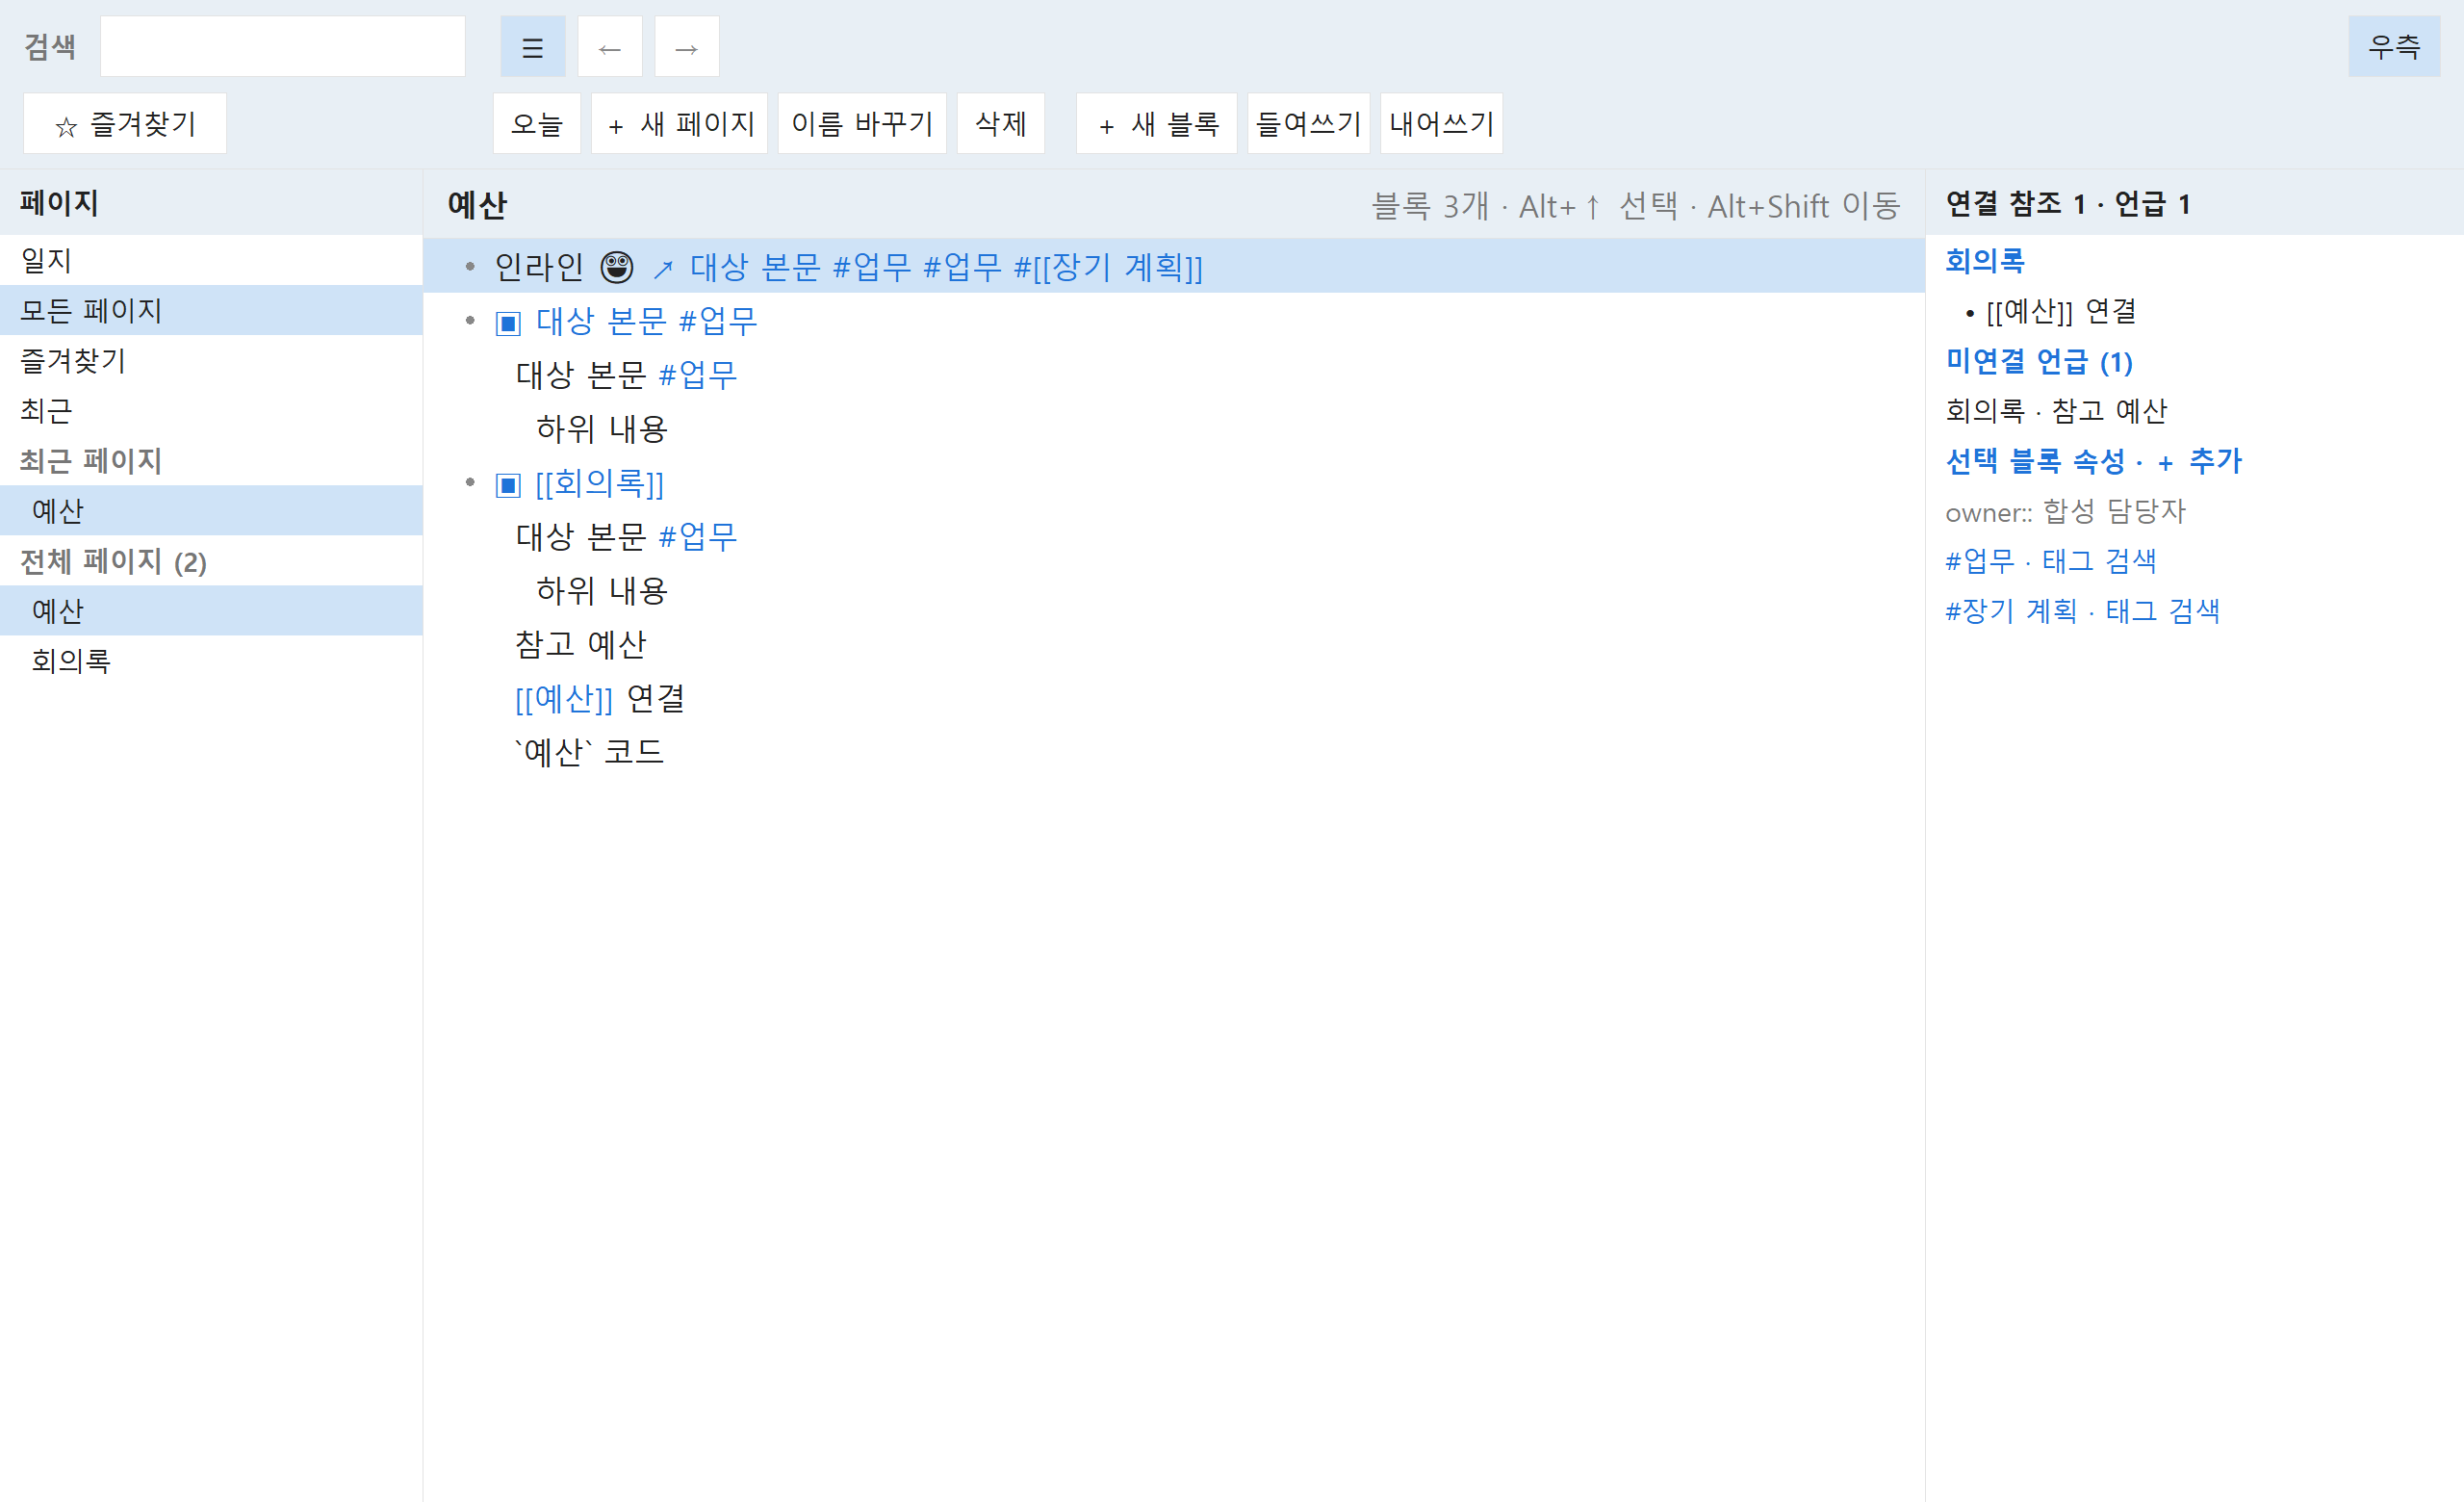 검색 ☰ ← → 우측
☆ 즐겨찾기 오늘 + 새 페이지 이름 바꾸기 삭제 + 새 블록 들여쓰기 내어쓰기
페이지
일지
모든 페이지
즐겨찾기
최근
최근 페이지
예산
전체 페이지 (2)
예산
회의록
예산 블록 3개 · Alt+↑ 선택 · Alt+Shift 이동
• 인라인 🤓 ↗ 대상 본문 #업무 #업무 #[[장기 계획]]
• ▣ 대상 본문 #업무
대상 본문 #업무
하위 내용
• ▣ [[회의록]]
대상 본문 #업무
하위 내용
참고 예산
[[예산]] 연결
`예산` 코드
연결 참조 1 · 언급 1
회의록
• [[예산]] 연결
미연결 언급 (1)
회의록 · 참고 예산
선택 블록 속성 · + 추가
owner:: 합성 담당자
#업무 · 태그 검색
#장기 계획 · 태그 검색